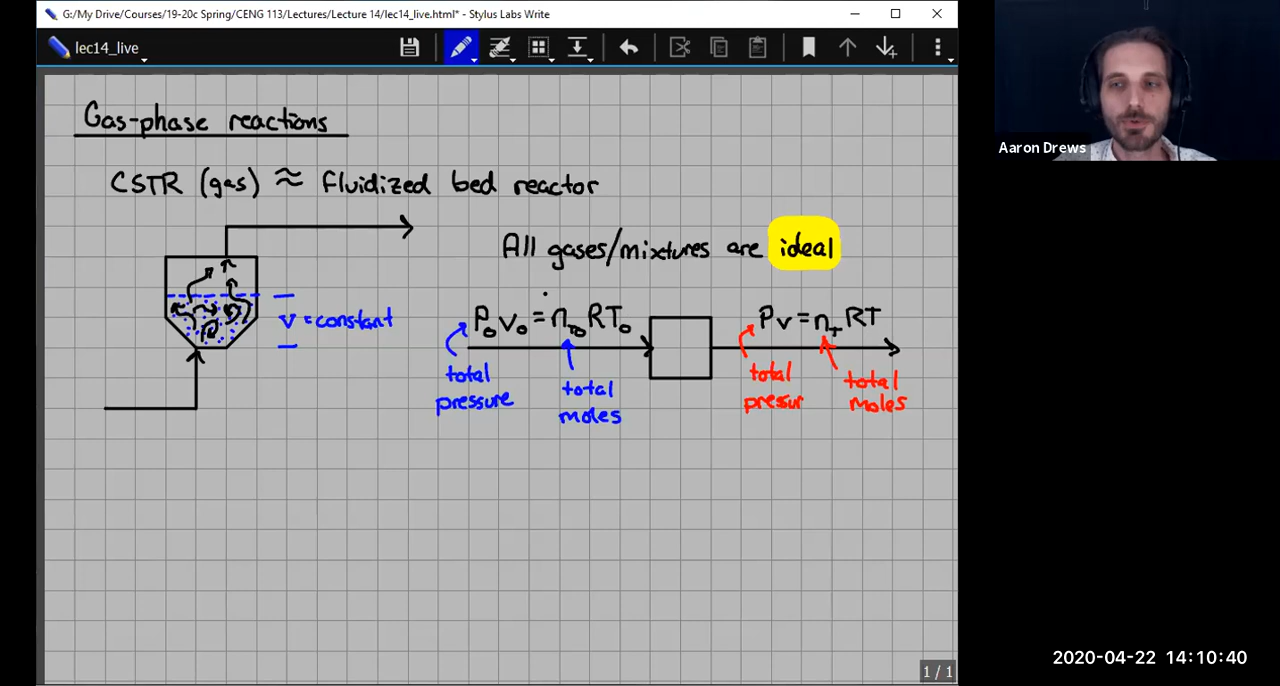 G:/My Drive/Courses/19-20c Spring/CENG 113/Lectures/Lecture 14/lec14_live.html* - Stylus Labs Write
lec14_live
Aaron Drews
Gas-phase reactions
CSTR (gas) ≈ fluidized bed reactor
All gases/mixtures are ideal
V = constant
P₀V₀ = n_T₀RT₀
total pressure
total moles
PV = n_TRT
total pressur
total moles
1 / 1
2020-04-22 14:10:40